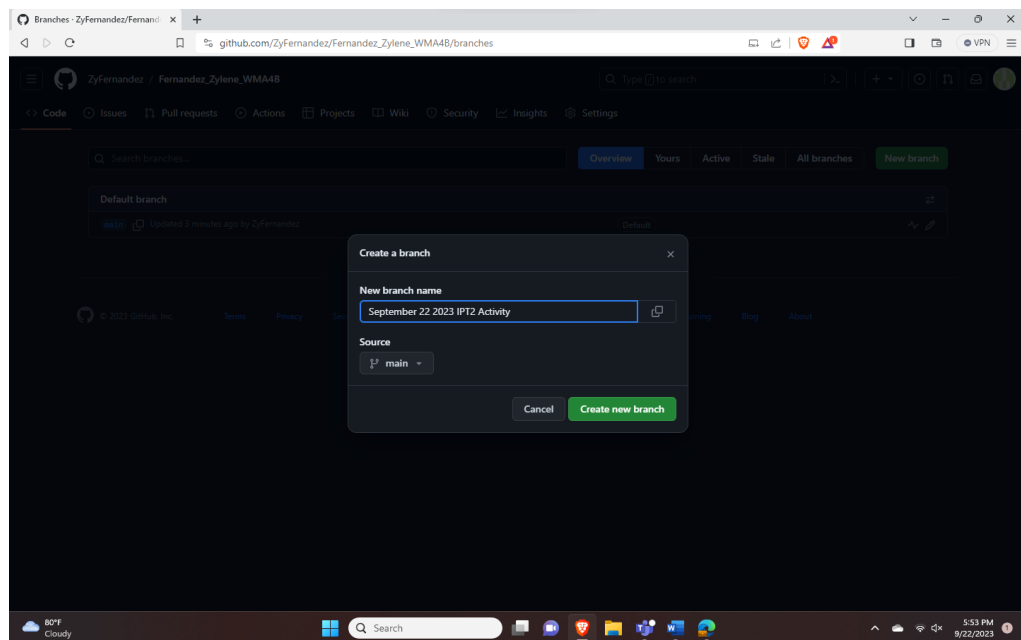 Branches · ZyFernandez/Fernand
github.com/ZyFernandez/Fernandez_Zylene_WMA4B/branches
VPN
ZyFernandez / Fernandez_Zylene_WMA4B
Type / to search
<> Code Issues Pull requests Actions Projects Wiki Security Insights Settings
Search branches...
Overview Yours Active Stale All branches New branch
Default branch
main Updated 5 minutes ago by ZyFernandez Default
Create a branch
New branch name
September 22 2023 IPT2 Activity
Source
main
Cancel Create new branch
© 2023 GitHub, Inc. Terms Privacy Blog About
80°F
Cloudy
Search
5:53 PM
9/22/2023
1